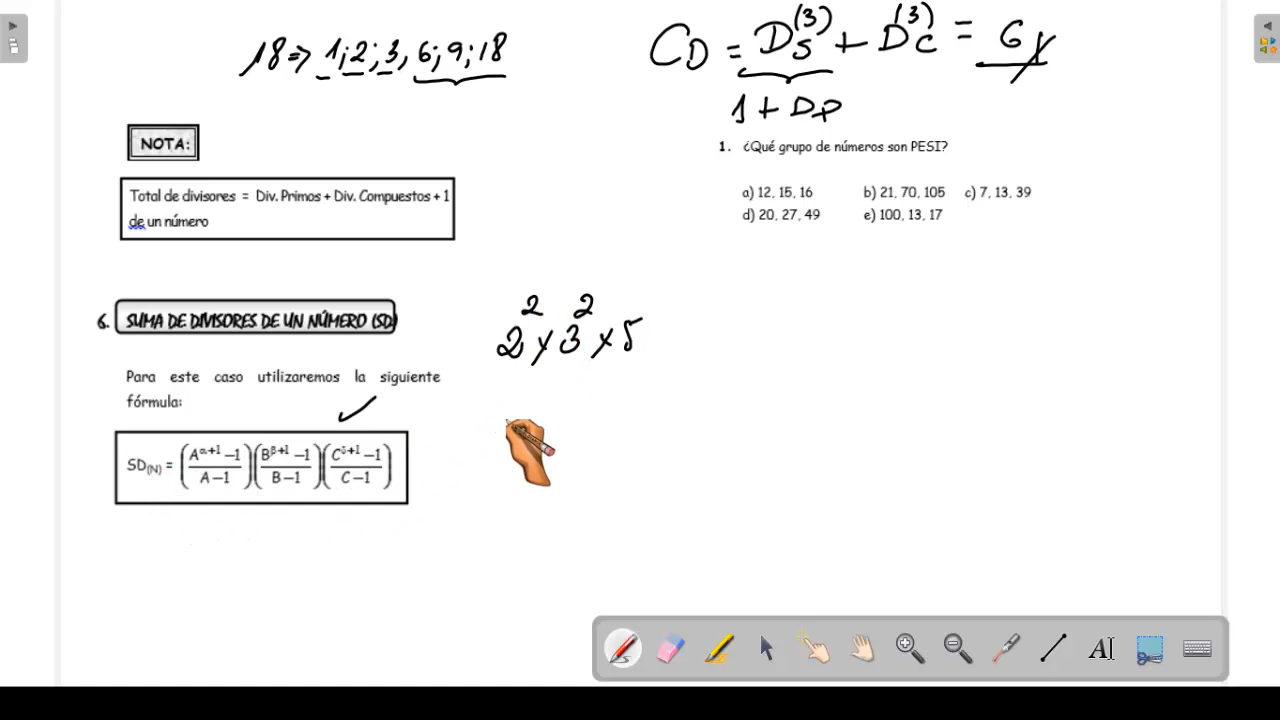 18 => 1; 2; 3, 6; 9; 18
CD = DS^(3) + DC^(3) = 6
1 + DP
NOTA:
Total de divisores = Div. Primos + Div. Compuestos + 1
de un número
1. ¿Qué grupo de números son PESI?
a) 12, 15, 16 b) 21, 70, 105 c) 7, 13, 39
d) 20, 27, 49 e) 100, 13, 17
6. SUMA DE DIVISORES DE UN NÚMERO (SD)
2^2 x 3^2 x 5
Para este caso utilizaremos la siguiente
fórmula:
SD(N) = ((A^(α+1) – 1)/(A – 1)) ((B^(β+1) – 1)/(B – 1)) ((C^(δ+1) – 1)/(C – 1))
AI